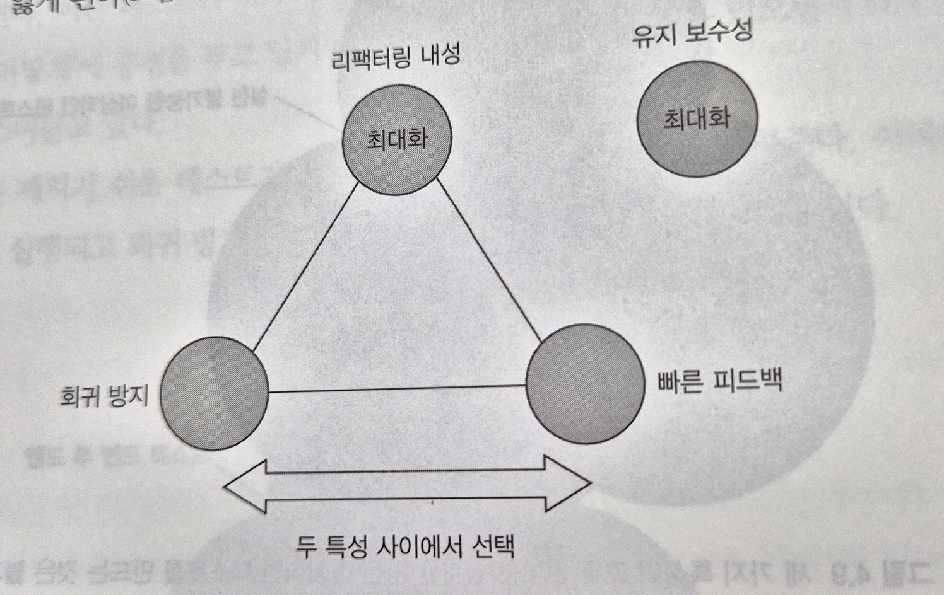 리팩터링 내성
유지 보수성
최대화
최대화
회귀 방지
빠른 피드백
두 특성 사이에서 선택